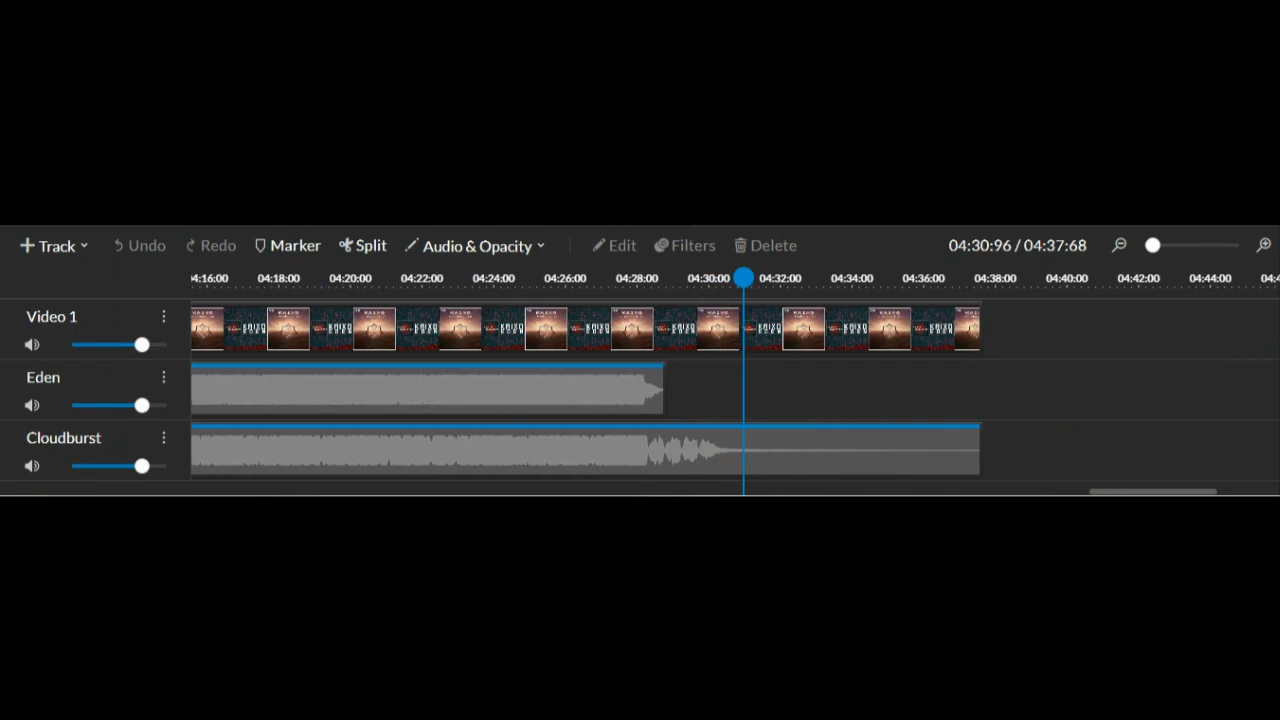 Track Undo Redo Marker Split Audio & Opacity Edit Filters Delete 04:30:96 / 04:37:68
04:16:00 04:18:00 04:20:00 04:22:00 04:24:00 04:26:00 04:28:00 04:30:00 04:32:00 04:34:00 04:36:00 04:38:00 04:40:00 04:42:00 04:44:00
Video 1
Eden
Cloudburst